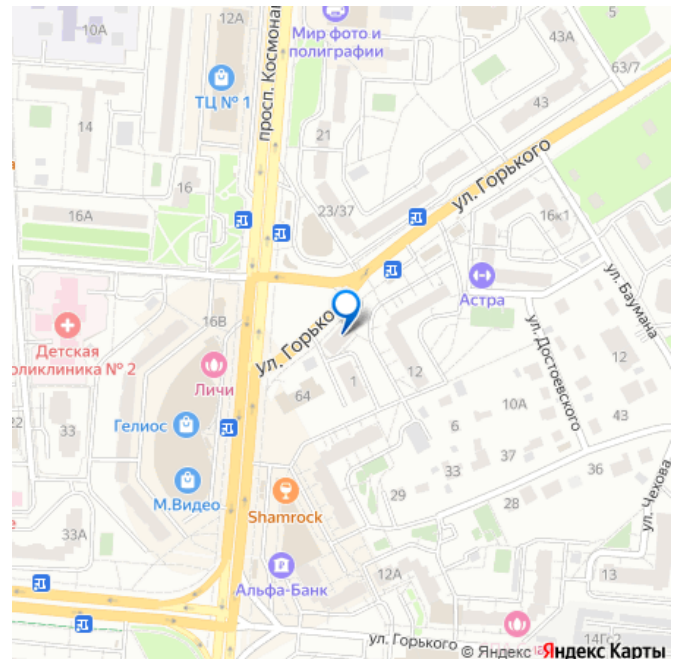 10А
12А
Мир фото и
полиграфии
5
43А
63/7
ТЦ № 1
просп. Космонав
14
21
43
16
ул. Горького
16А
23/37
16к1
Астра
ул. Баумана
16В
Детская
оликлиника № 2
Личи
ул. Горько
ул. Достоевского
64
1
12
12
10А
Гелиос
33
6
43
37
36
33
29
28
М.Видео
Shamrock
ул. Чехова
33А
Альфа-Банк
12А
13
ул. Горького
14Гс2
© Яндекс Яндекс Карты